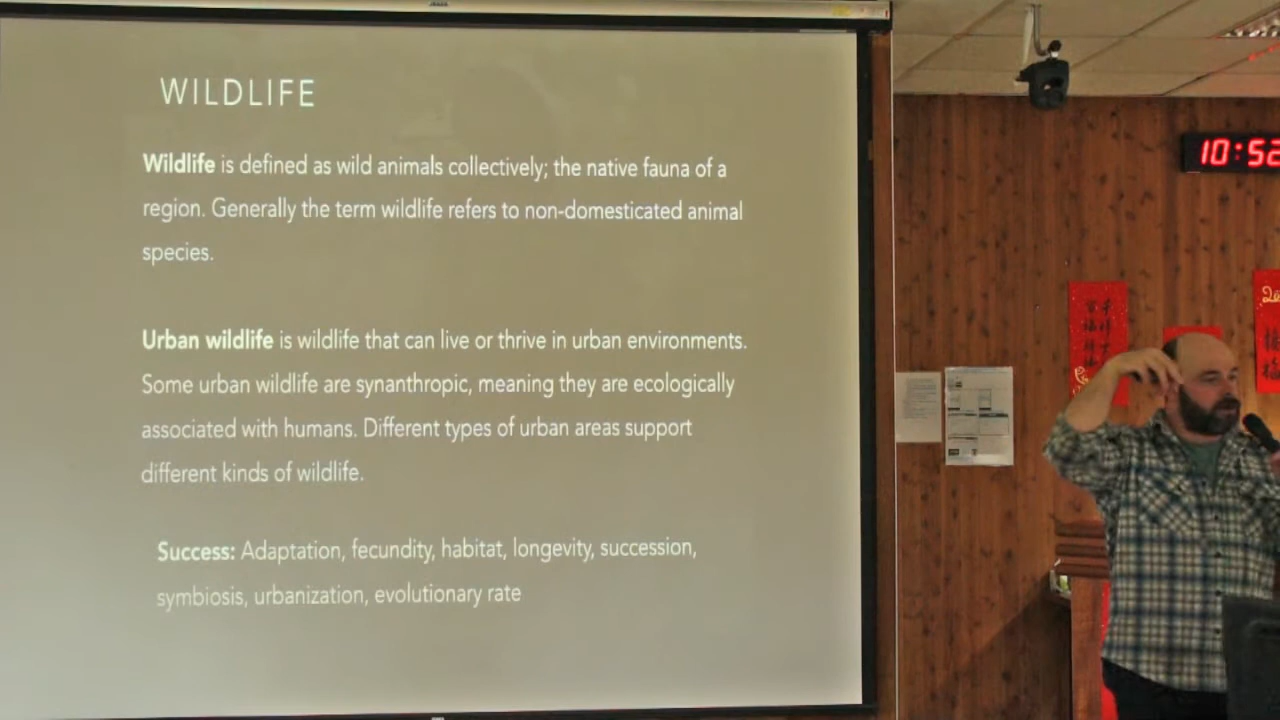 WILDLIFE
Wildlife is defined as wild animals collectively; the native fauna of a
region. Generally the term wildlife refers to non-domesticated animal
species.
Urban wildlife is wildlife that can live or thrive in urban environments.
Some urban wildlife are synanthropic, meaning they are ecologically
associated with humans. Different types of urban areas support
different kinds of wildlife.
Success: Adaptation, fecundity, habitat, longevity, succession,
symbiosis, urbanization, evolutionary rate
10:52